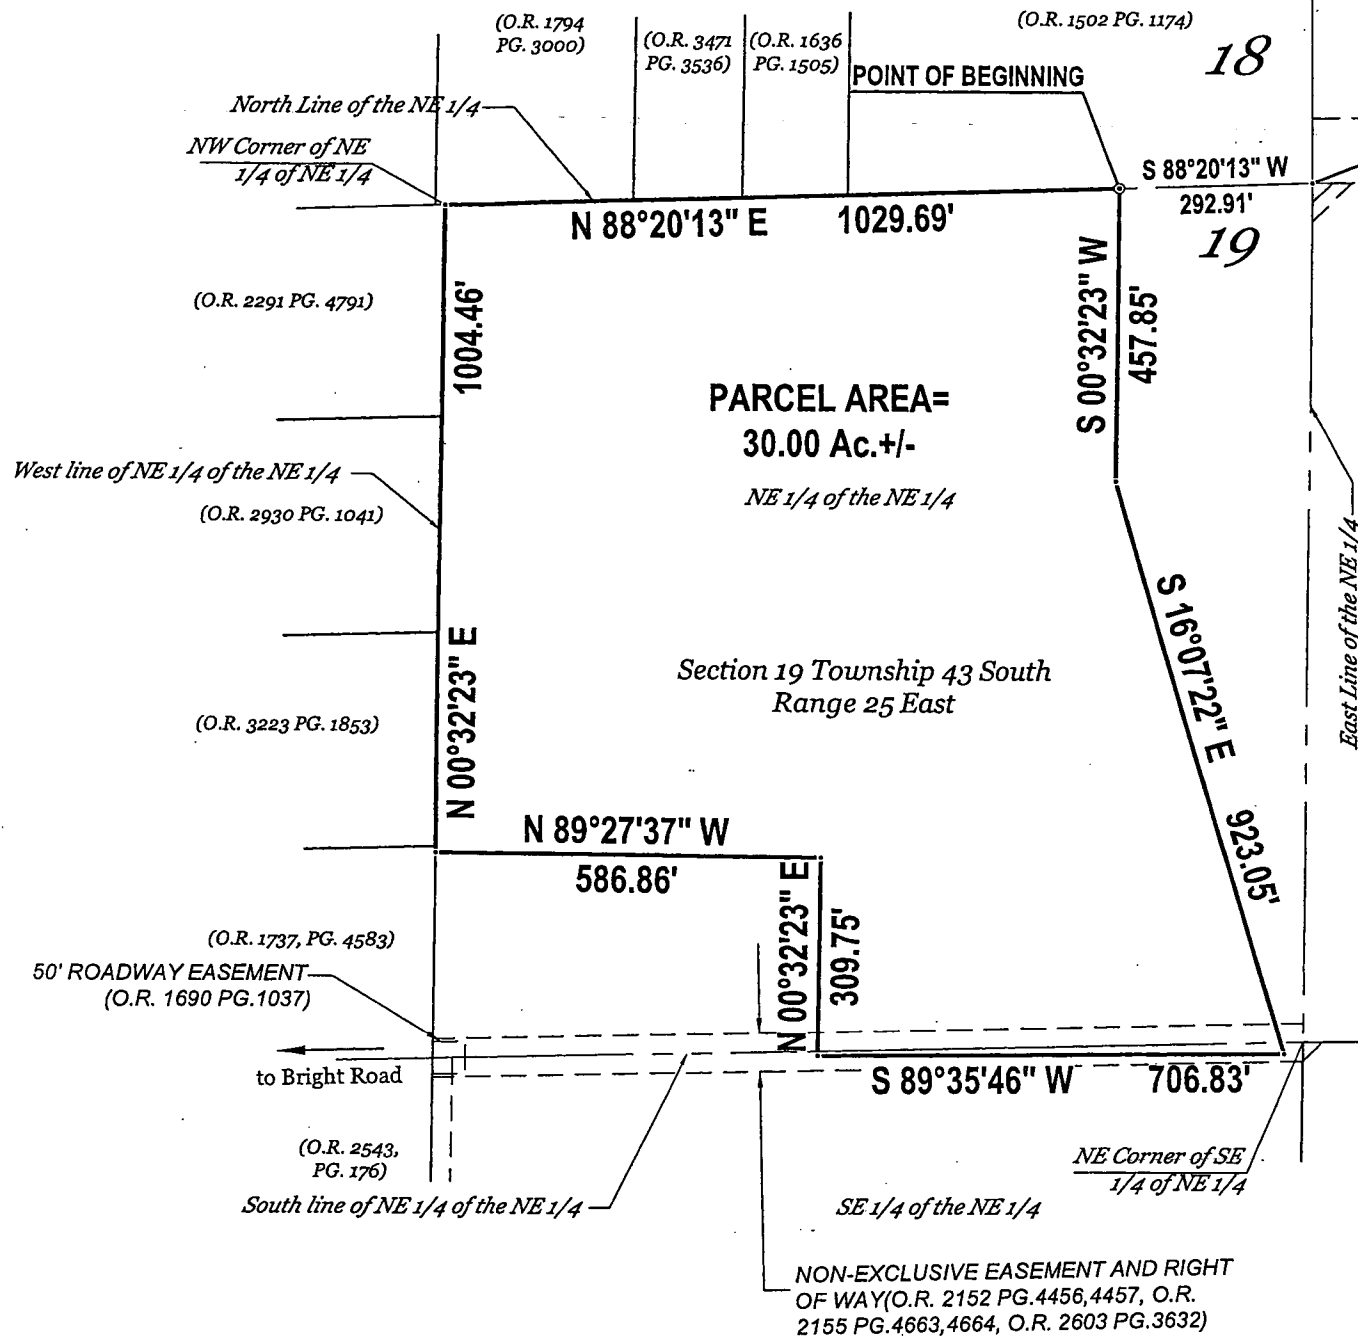 (O.R. 1794
PG. 3000)
(O.R. 3471
PG. 3536)
(O.R. 1636
PG. 1505)
(O.R. 1502 PG. 1174)
18
POINT OF BEGINNING
North Line of the NE 1/4
NW Corner of NE
1/4 of NE 1/4
S 88°20'13" W
292.91'
N 88°20'13" E
1029.69'
19
(O.R. 2291 PG. 4791)
1004.46'
S 00°32'23" W
457.85'
PARCEL AREA=
30.00 Ac.+/-
NE 1/4 of the NE 1/4
West line of NE 1/4 of the NE 1/4
(O.R. 2930 PG. 1041)
East Line of the NE 1/4
S 16°07'22" E
923.05'
Section 19 Township 43 South
Range 25 East
N 00°32'23" E
(O.R. 3223 PG. 1853)
N 89°27'37" W
586.86'
N 00°32'23" E
309.75'
(O.R. 1737, PG. 4583)
50' ROADWAY EASEMENT
(O.R. 1690 PG.1037)
to Bright Road
S 89°35'46" W
706.83'
(O.R. 2543,
PG. 176)
NE Corner of SE
1/4 of NE 1/4
South line of NE 1/4 of the NE 1/4
SE 1/4 of the NE 1/4
NON-EXCLUSIVE EASEMENT AND RIGHT
OF WAY(O.R. 2152 PG.4456,4457, O.R.
2155 PG.4663,4664, O.R. 2603 PG.3632)